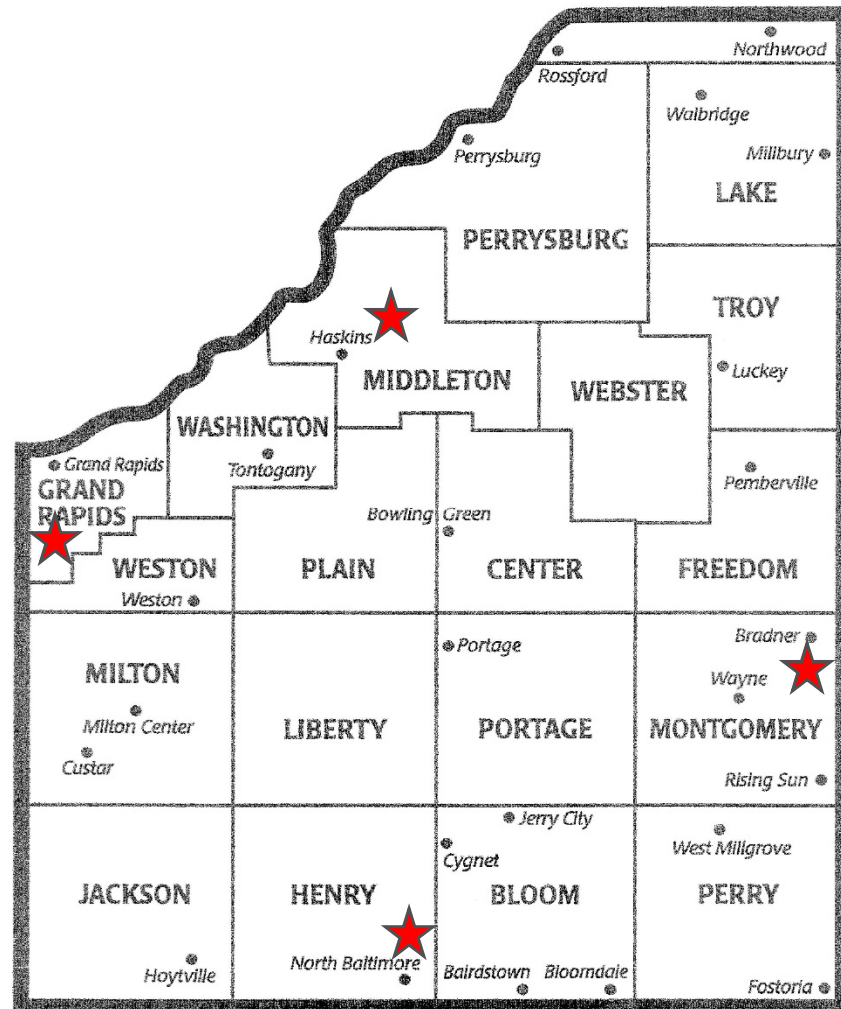 Northwood
Rossford
Walbridge
Perrysburg
Millbury
LAKE
PERRYSBURG
TROY
Haskins
Luckey
MIDDLETON
WEBSTER
WASHINGTON
Grand Rapids
Tontogany
Pemberville
GRAND
RAPIDS
Bowling Green
WESTON
PLAIN
CENTER
FREEDOM
Weston
Bradner
Portage
MILTON
Wayne
Milton Center
LIBERTY
PORTAGE
MONTGOMERY
Custar
Rising Sun
Jerry City
West Millgrove
Cygnet
JACKSON
HENRY
BLOOM
PERRY
Hoytville
North Baltimore
Bairdstown
Bloomdale
Fostoria